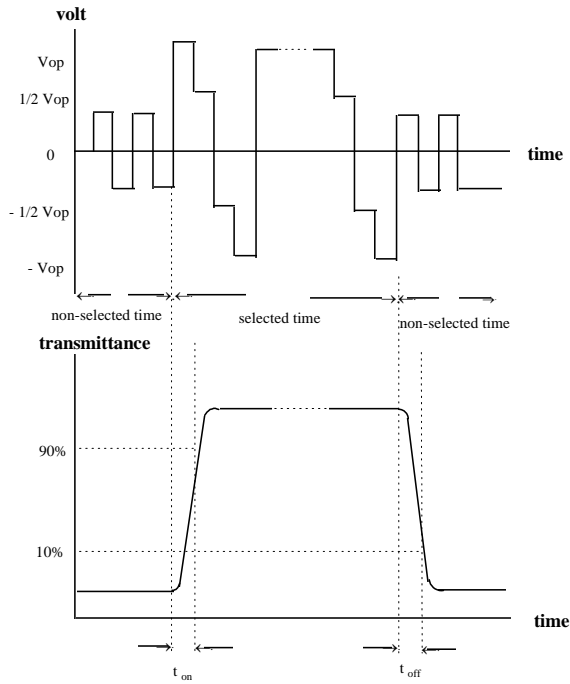 volt
Vop
1/2 Vop
0
time
- 1/2 Vop
- Vop
non-selected time
selected time
non-selected time
transmittance
90%
10%
time
t on
t off